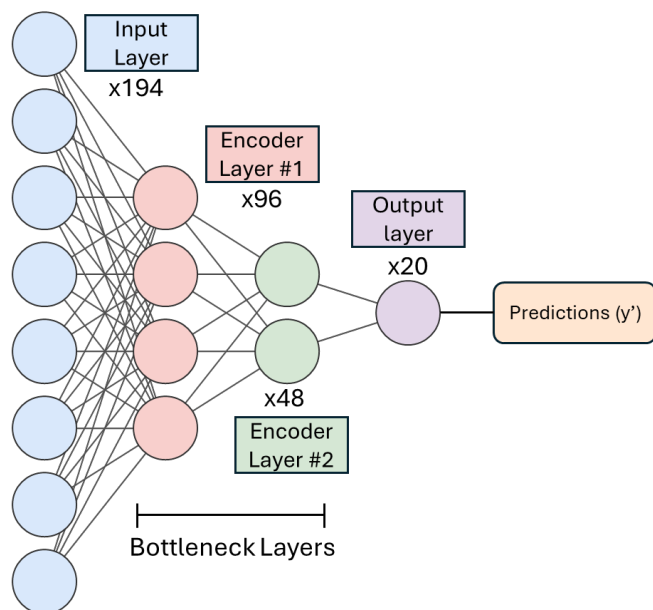 Input
Layer
x194
Encoder
Layer #1
x96
Output
layer
x20
Predictions (y’)
x48
Encoder
Layer #2
Bottleneck Layers